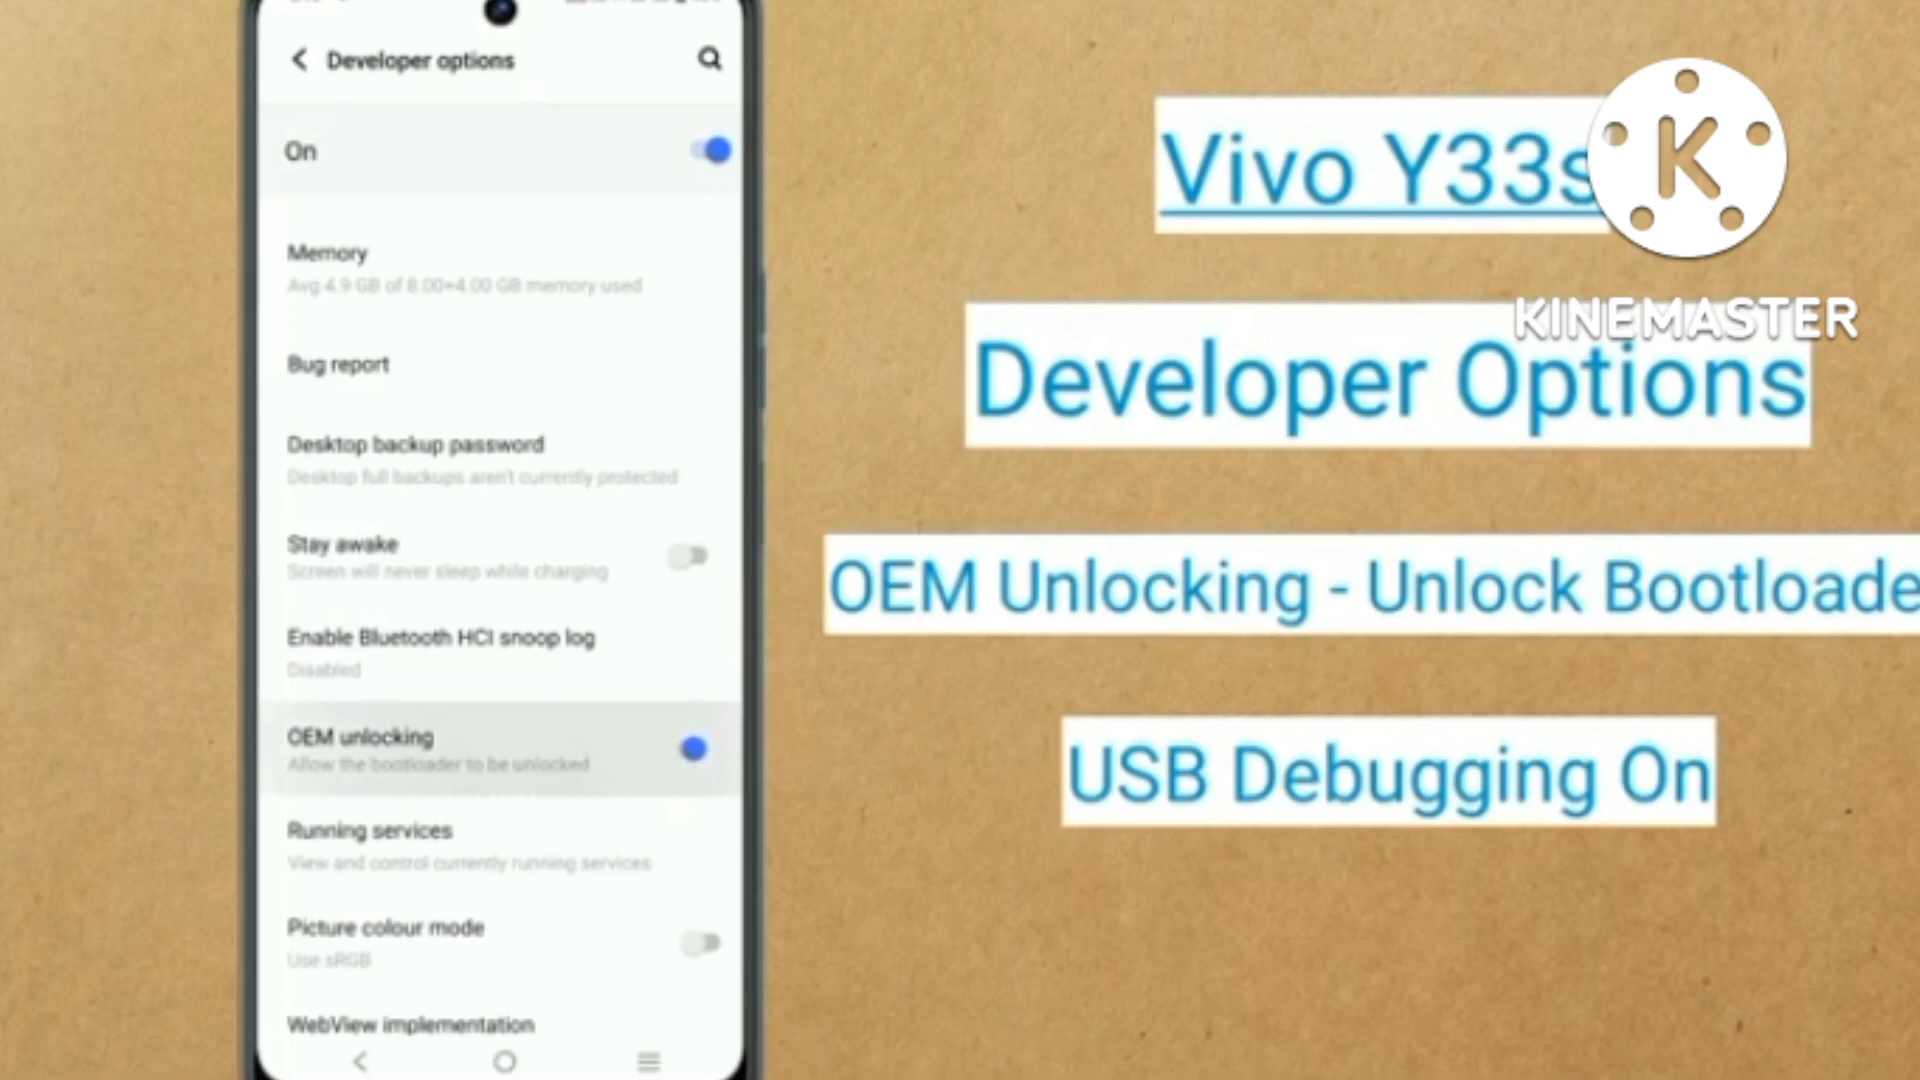 Developer options
On
Memory
Avg 4.9 GB of 8.00+4.00 GB memory used
Bug report
Desktop backup password
Desktop full backups aren't currently protected
Stay awake
Screen will never sleep while charging
Enable Bluetooth HCI snoop log
Disabled
OEM unlocking
Allow the bootloader to be unlocked
Running services
View and control currently running services
Picture colour mode
Use sRGB
WebView implementation
Vivo Y33s
K
KINEMASTER
Developer Options
OEM Unlocking - Unlock Bootloade
USB Debugging On